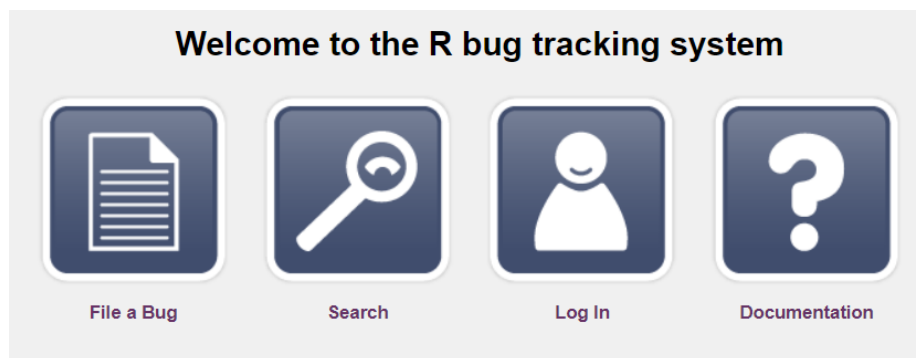 Welcome to the R bug tracking system
File a Bug
Search
Log In
Documentation